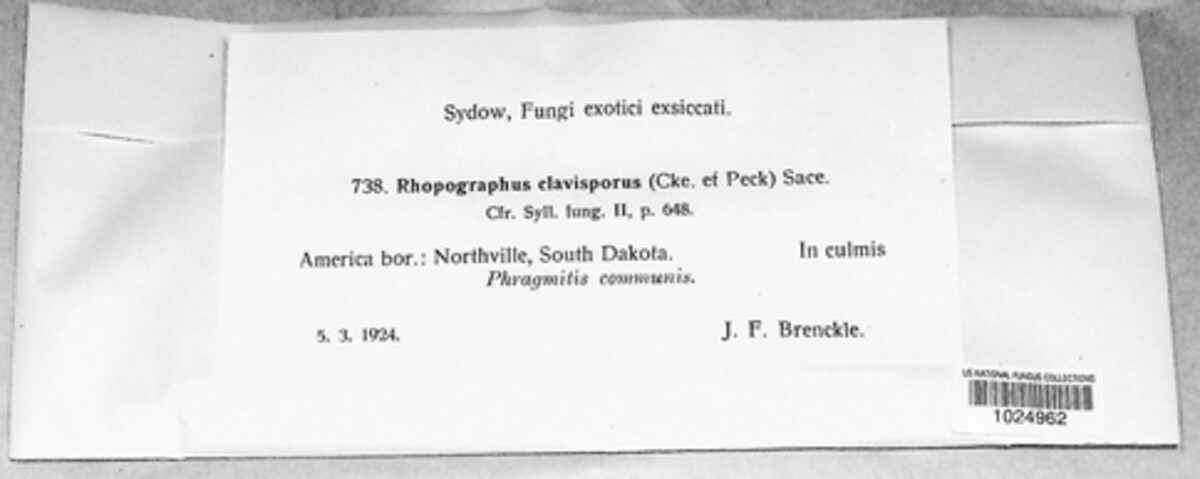 Sydow, Fungi exotici exsiccati.
738. Rhopographus clavisporus (Cke. et Peck) Sacc.
Cfr. Syll. fung. II, p. 648.
America bor.: Northville, South Dakota. In culmis
Phragmitis communis.
5. 3. 1924. J. F. Brenckle.
US NATIONAL FUNGUS COLLECTIONS
1024962